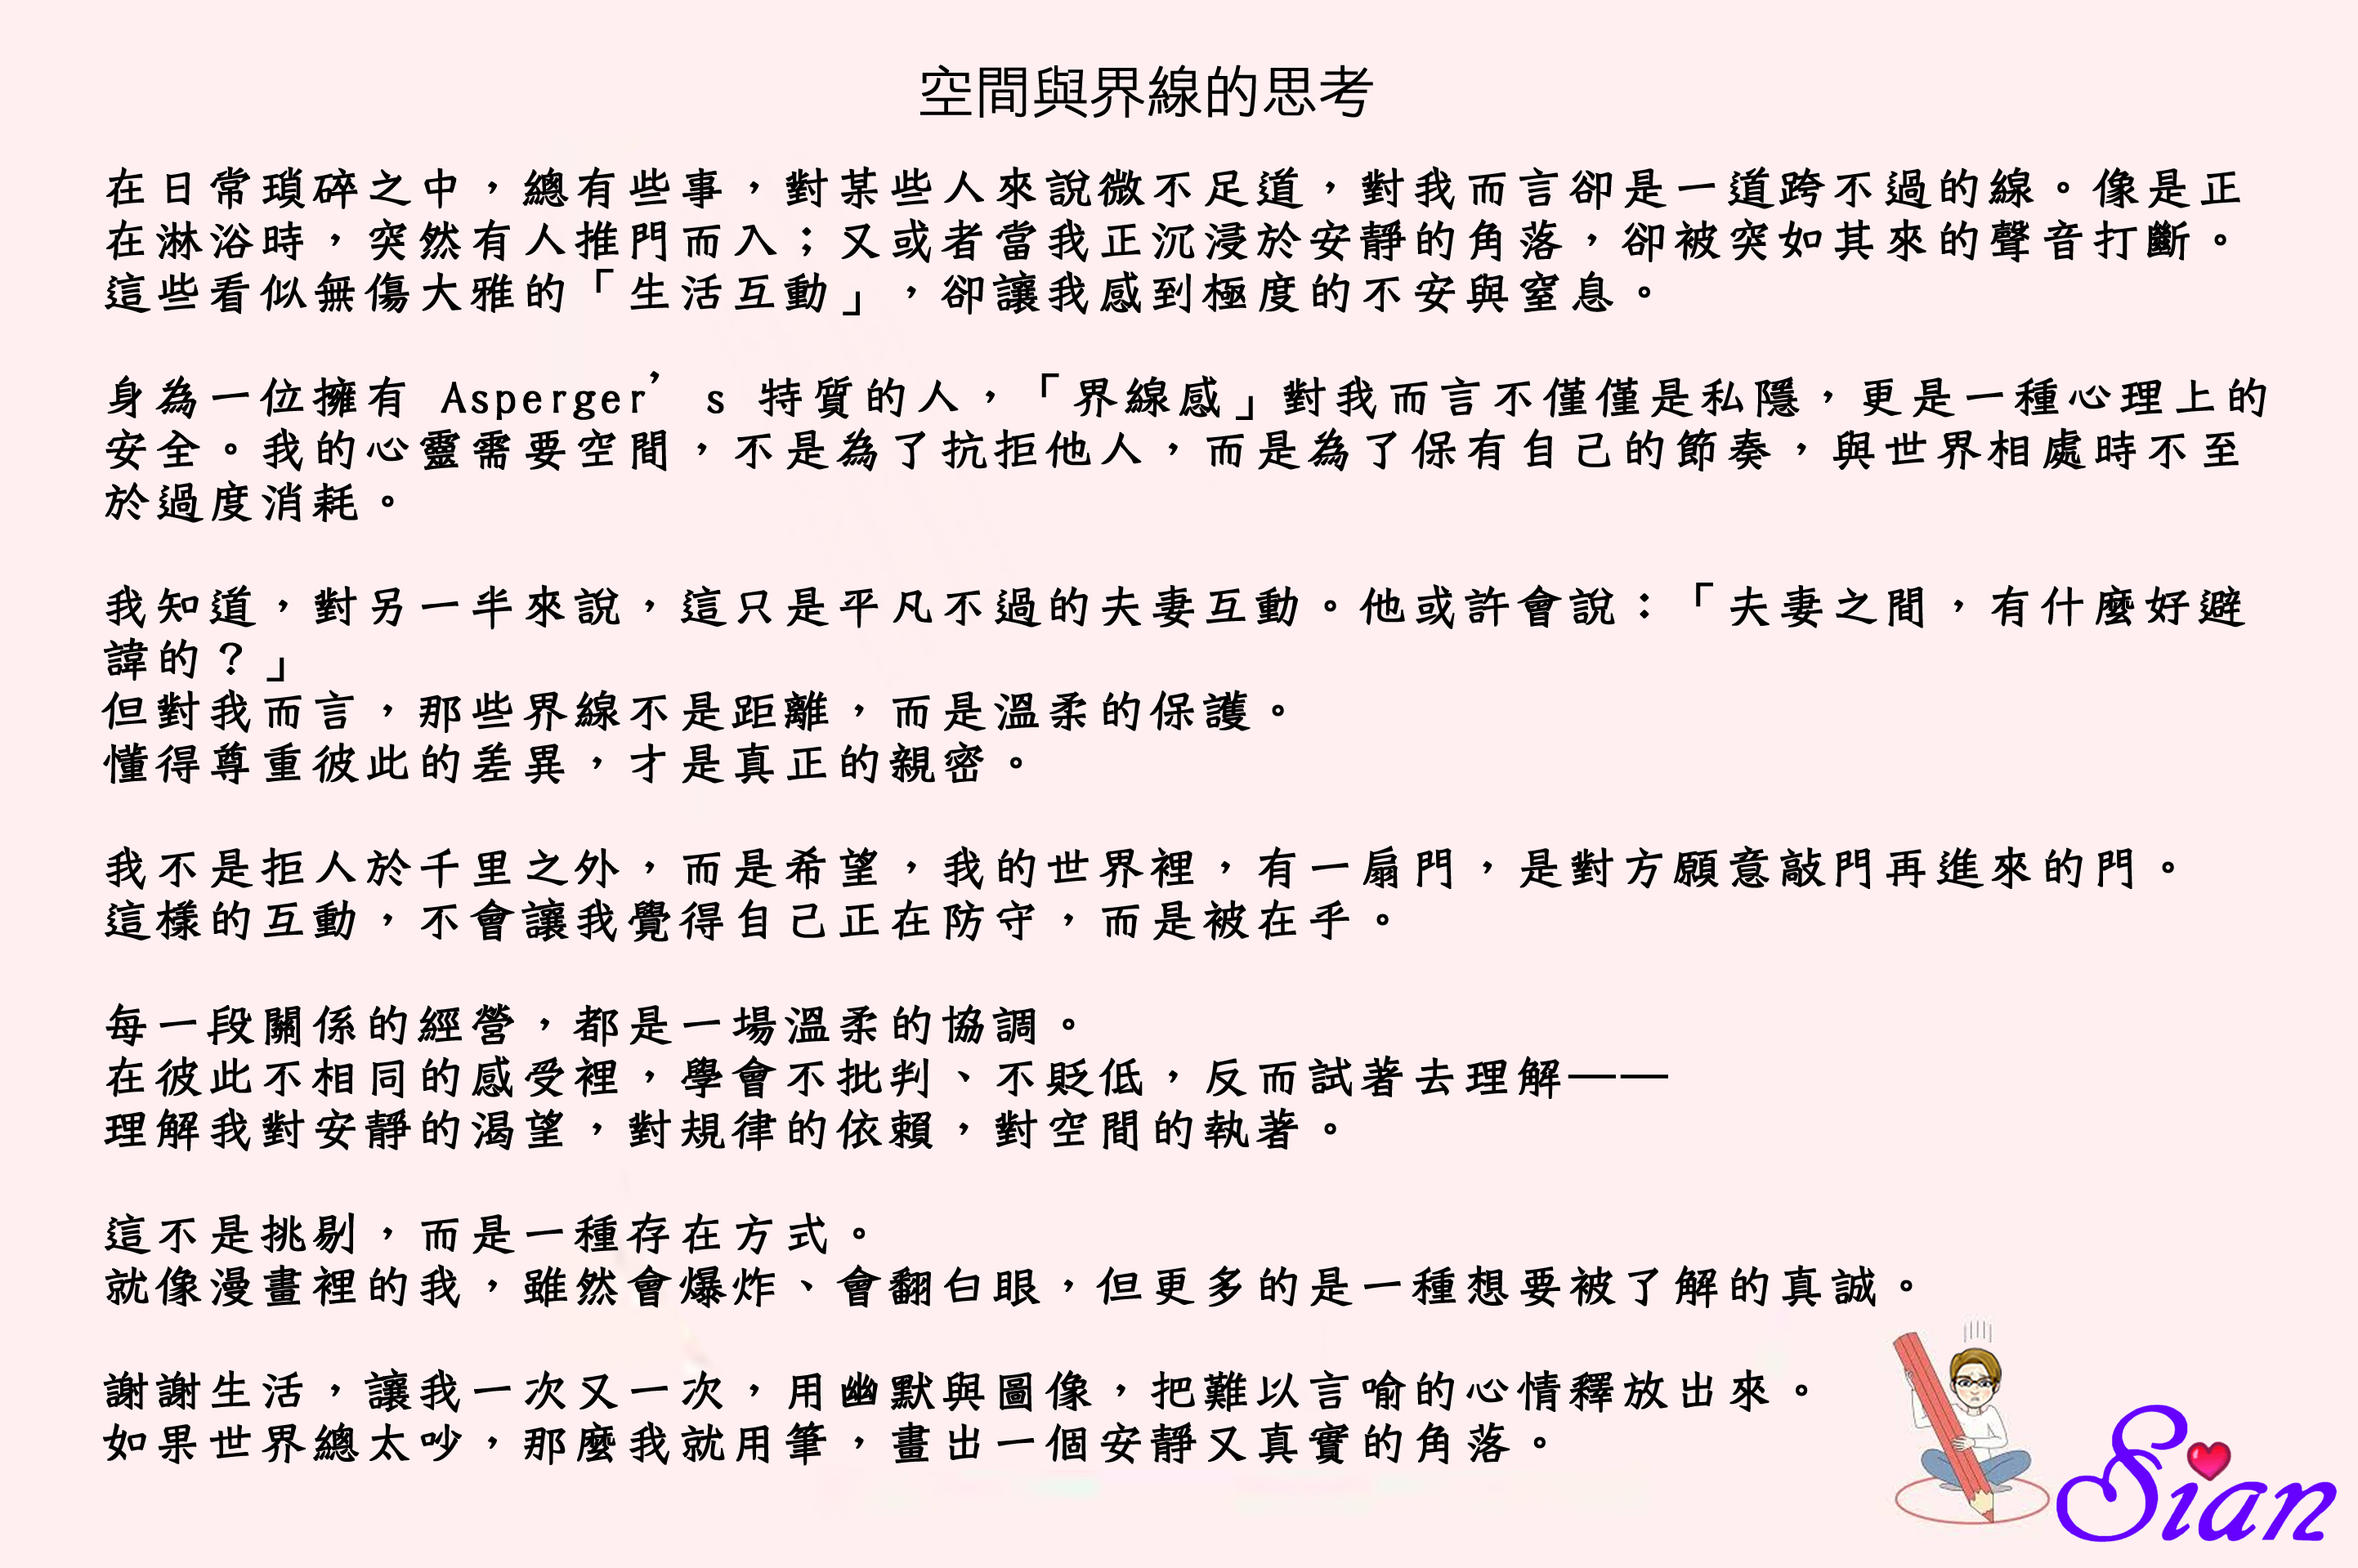 空間與界線的思考
在日常瑣碎之中，總有些事，對某些人來說微不足道，對我而言卻是一道跨不過的線。像是正
在淋浴時，突然有人推門而入；又或者當我正沉浸於安靜的角落，卻被突如其來的聲音打斷。
這些看似無傷大雅的「生活互動」，卻讓我感到極度的不安與窒息。
身為一位擁有 Asperger’s 特質的人，「界線感」對我而言不僅僅是私隱，更是一種心理上的
安全。我的心靈需要空間，不是為了抗拒他人，而是為了保有自己的節奏，與世界相處時不至
於過度消耗。
我知道，對另一半來說，這只是平凡不過的夫妻互動。他或許會說：「夫妻之間，有什麼好避
諱的？」
但對我而言，那些界線不是距離，而是溫柔的保護。
懂得尊重彼此的差異，才是真正的親密。
我不是拒人於千里之外，而是希望，我的世界裡，有一扇門，是對方願意敲門再進來的門。
這樣的互動，不會讓我覺得自己正在防守，而是被在乎。
每一段關係的經營，都是一場溫柔的協調。
在彼此不相同的感受裡，學會不批判、不貶低，反而試著去理解——
理解我對安靜的渴望，對規律的依賴，對空間的執著。
這不是挑剔，而是一種存在方式。
就像漫畫裡的我，雖然會爆炸、會翻白眼，但更多的是一種想要被了解的真誠。
謝謝生活，讓我一次又一次，用幽默與圖像，把難以言喻的心情釋放出來。
如果世界總太吵，那麼我就用筆，畫出一個安靜又真實的角落。
Sian